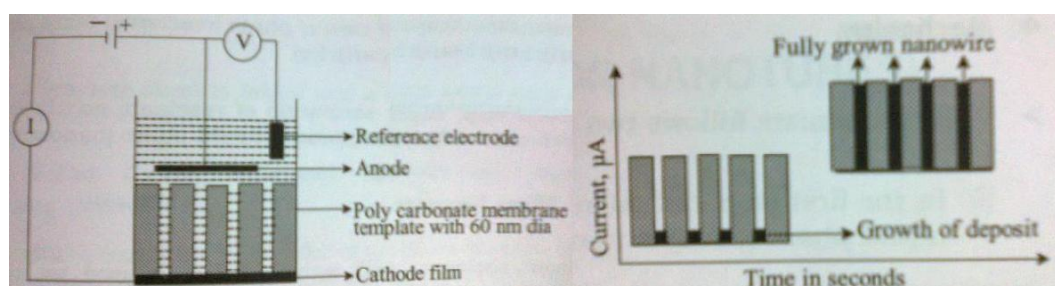 − +
V
I
Reference electrode
Anode
Poly carbonate membrane
template with 60 nm dia
Cathode film
Fully grown nanowire
Current, μA
Growth of deposit
Time in seconds